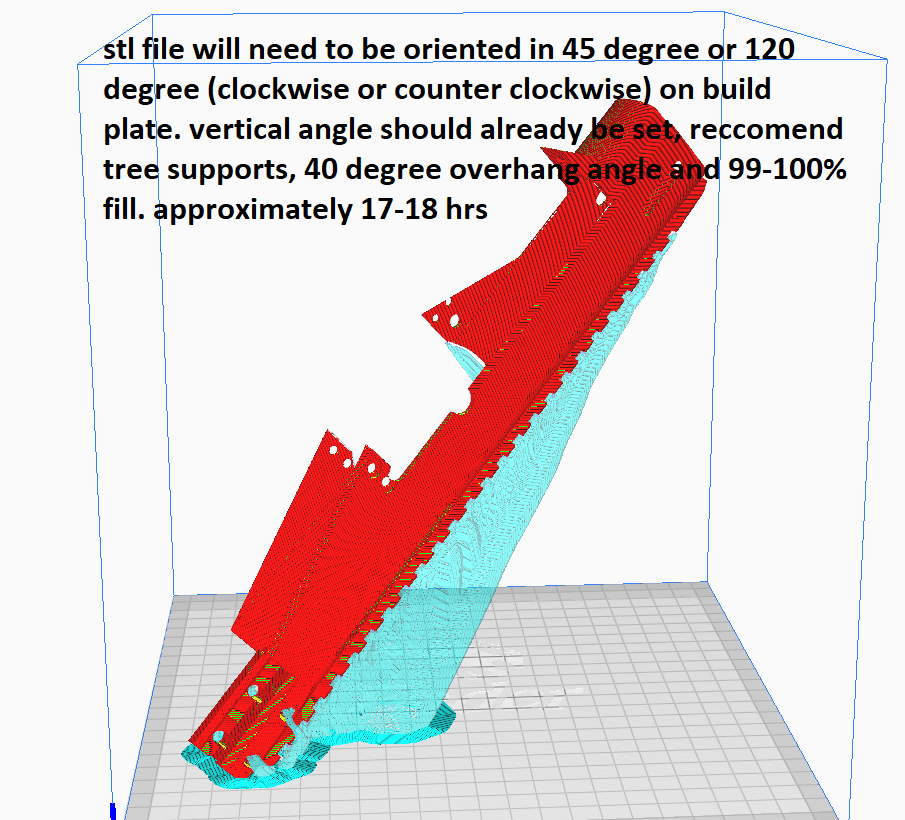 stl file will need to be oriented in 45 degree or 120
degree (clockwise or counter clockwise) on build
plate. vertical angle should already be set, reccomend
tree supports, 40 degree overhang angle and 99-100%
fill. approximately 17-18 hrs